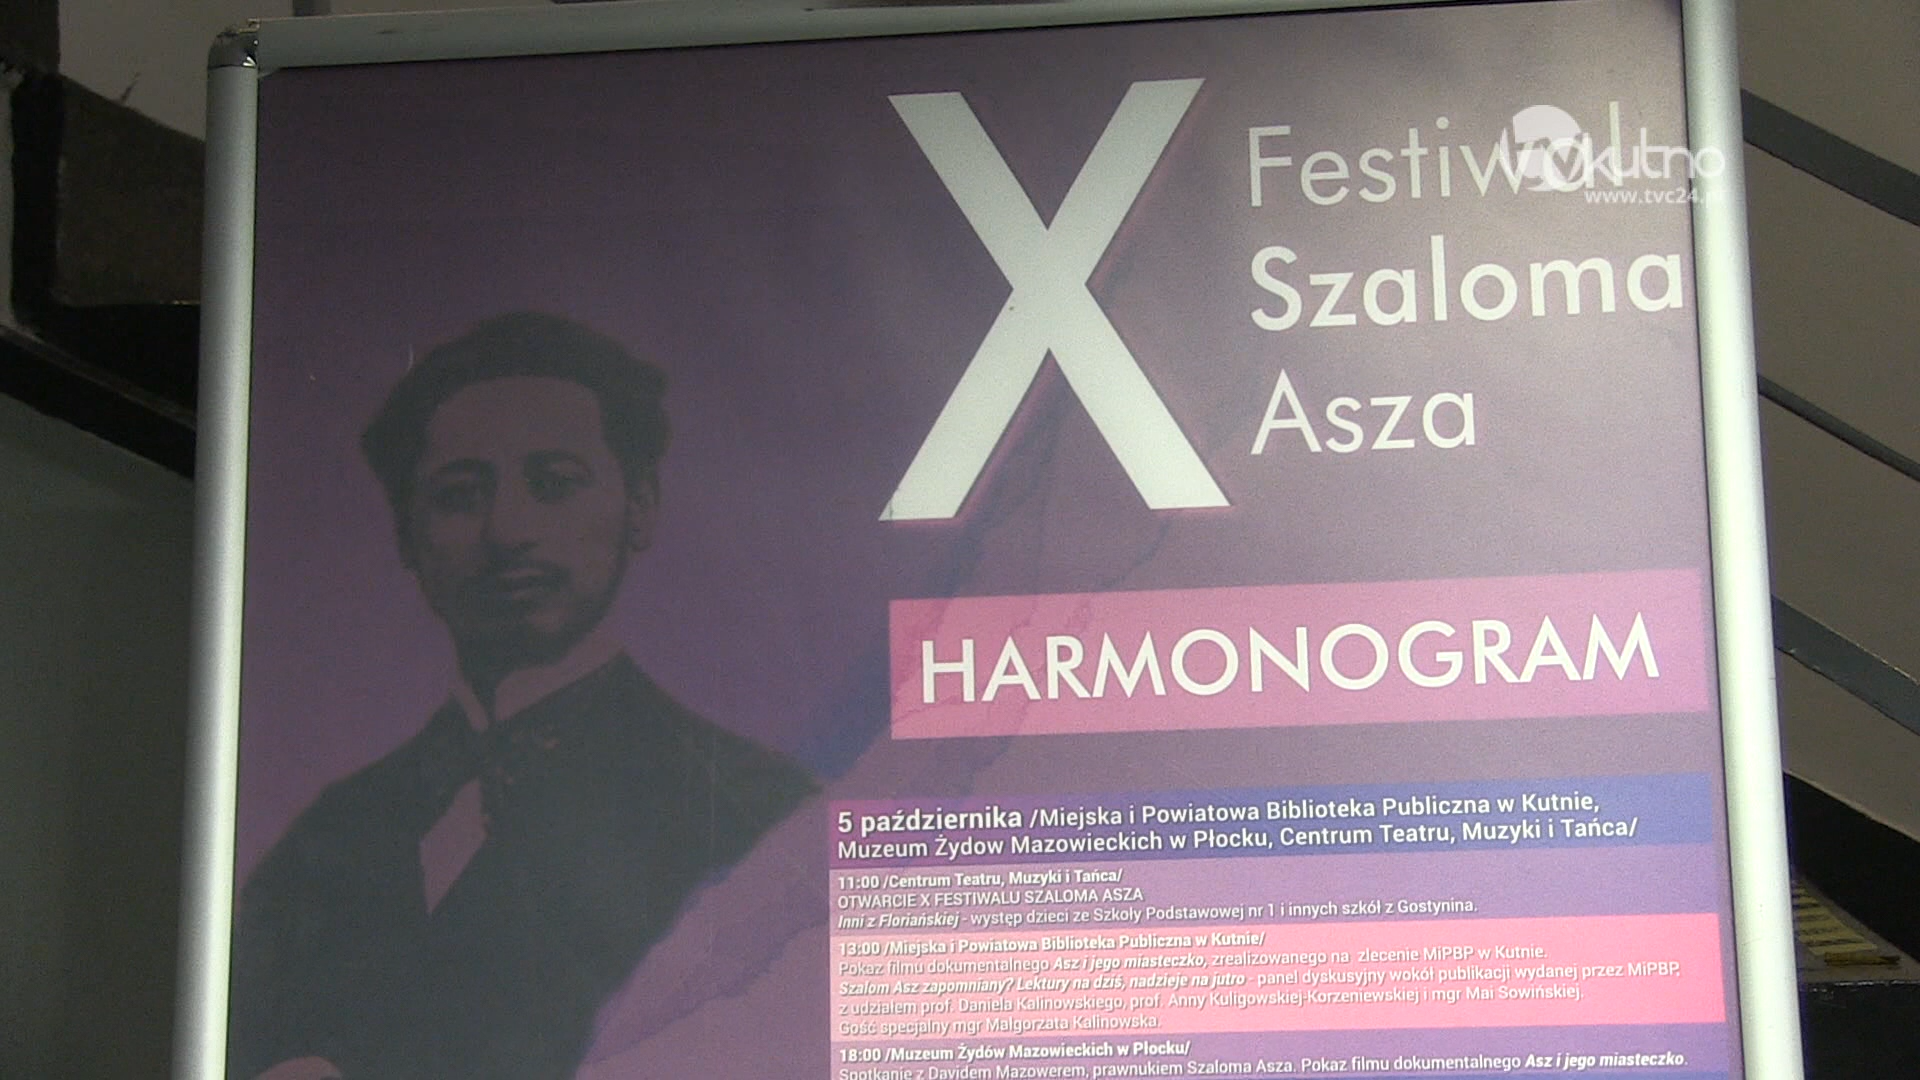 X
Festiwal
Szaloma
Asza
tvkutno
www.tvc24.pl
HARMONOGRAM
5 października /Miejska i Powiatowa Biblioteka Publiczna w Kutnie,
Muzeum Żydow Mazowieckich w Płocku, Centrum Teatru, Muzyki i Tańca/
11:00 /Centrum Teatru, Muzyki i Tańca/
OTWARCIE X FESTIWALU SZALOMA ASZA
Inni z Floriańskiej - występ dzieci ze Szkoły Podstawowej nr 1 i innych szkół z Gostynina.
13:00 /Miejska i Powiatowa Biblioteka Publiczna w Kutnie/
Pokaz filmu dokumentalnego Asz i jego miasteczko, zrealizowanego na zlecenie MiPBP w Kutnie.
Szalom Asz zapomniany? Lektury na dziś, nadzieje na jutro - panel dyskusyjny wokół publikacji wydanej przez MiPBP.
z udziałem prof. Daniela Kalinowskiego, prof. Anny Kuligowskiej-Korzeniewskiej i mgr Mai Sowińskiej.
Gość specjalny mgr Małgorzata Kalinowska.
18:00 /Muzeum Żydów Mazowieckich w Płocku/
Spotkanie z Davidem Mazowerem, prawnukiem Szaloma Asza. Pokaz filmu dokumentalnego Asz i jego miasteczko.